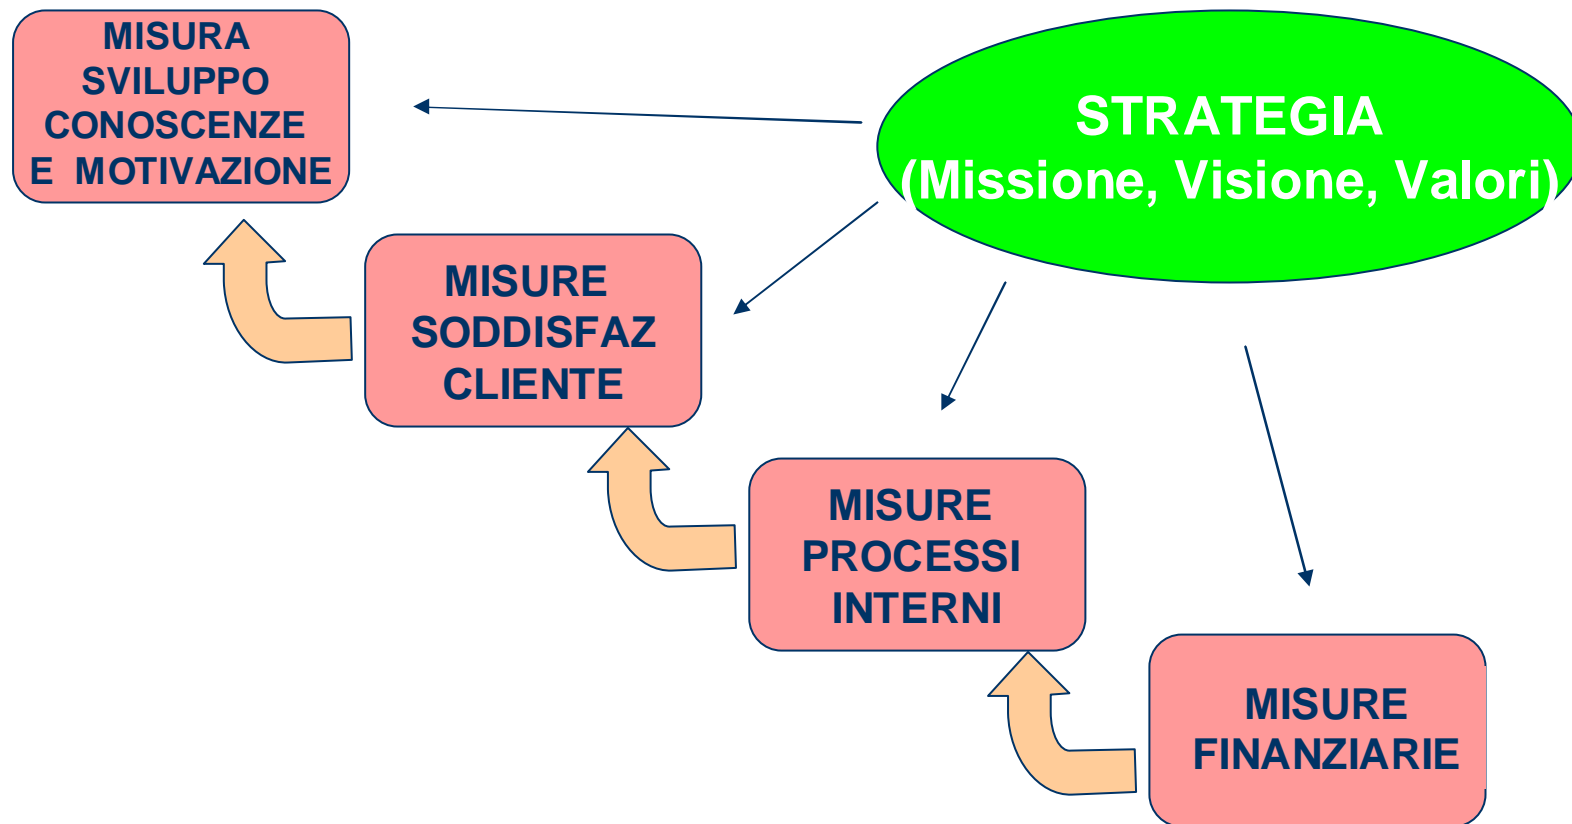 MISURA
SVILUPPO
CONOSCENZE
E MOTIVAZIONE
STRATEGIA
(Missione, Visione, Valori)
MISURE
SODDISFAZ
CLIENTE
MISURE
PROCESSI
INTERNI
MISURE
FINANZIARIE